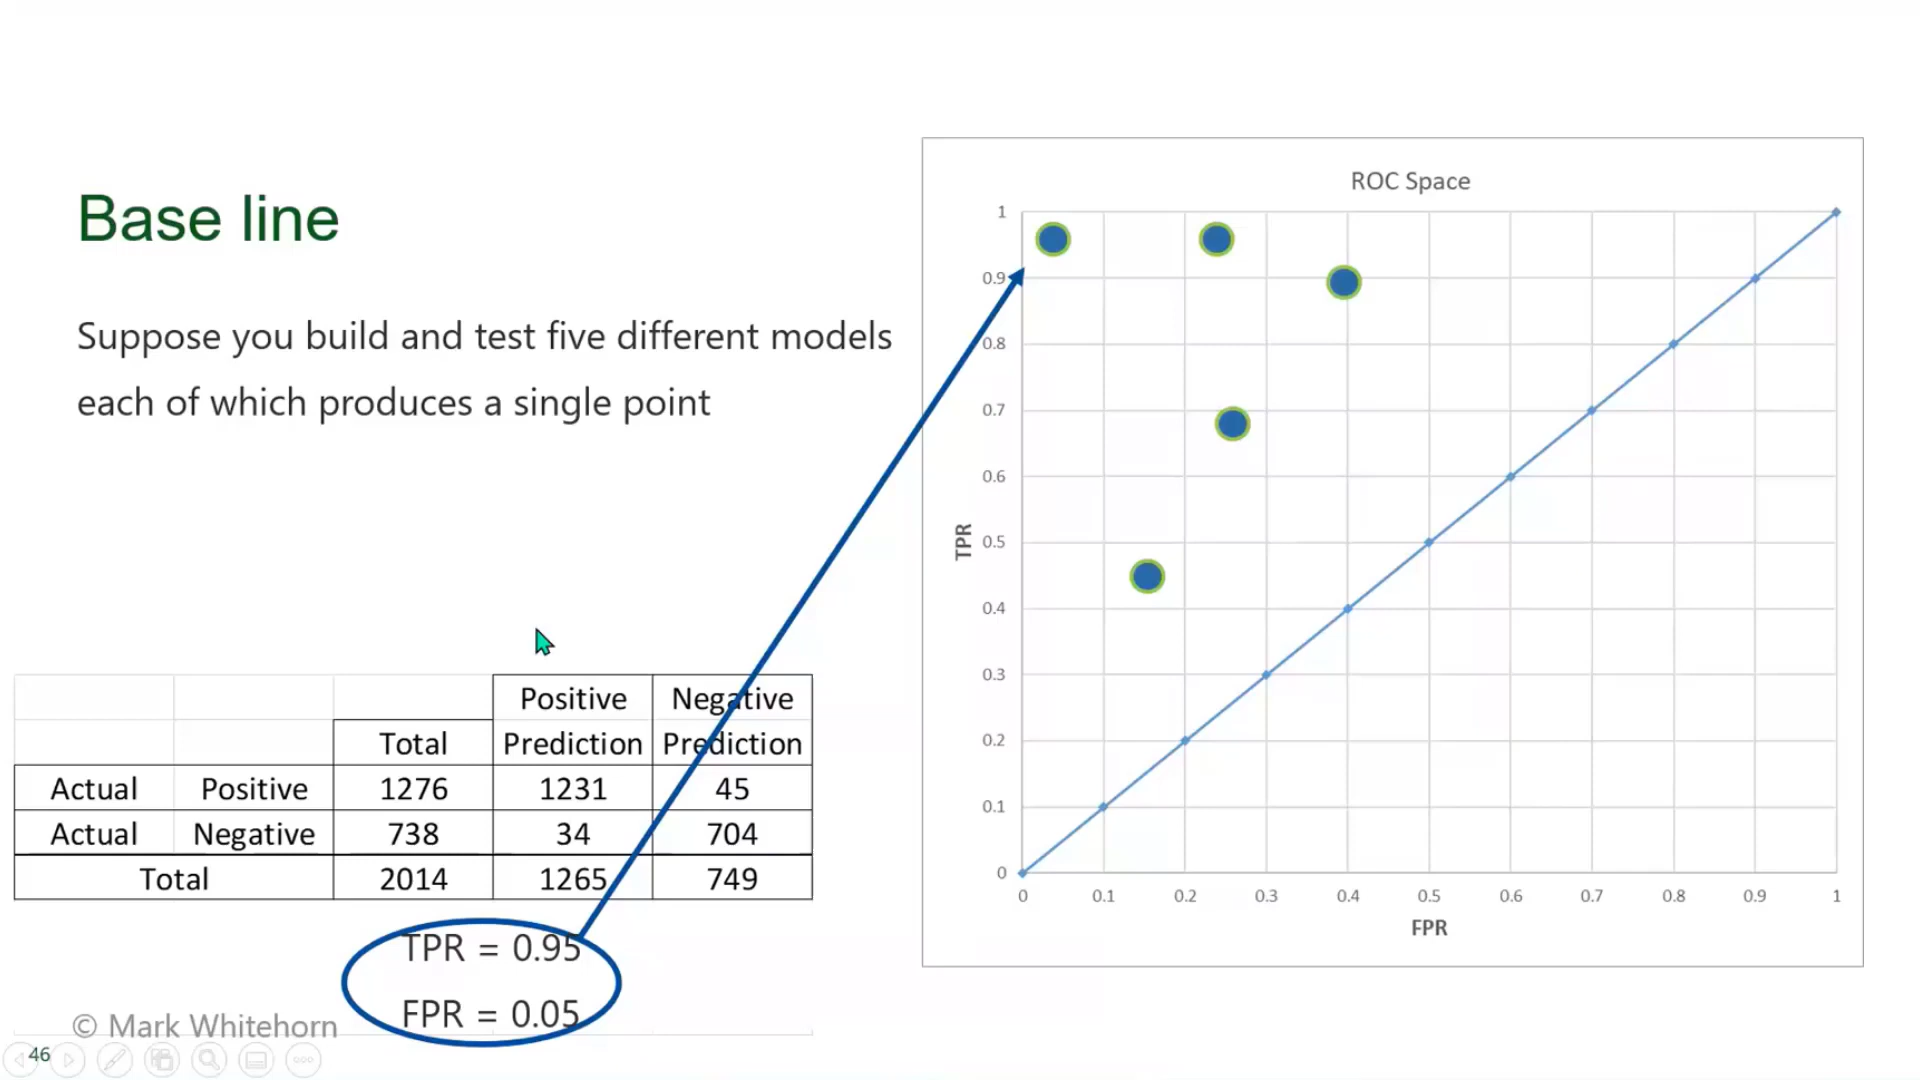 Base line
Suppose you build and test five different models
each of which produces a single point
Positive Negative
Total Prediction Prediction
Actual Positive 1276 1231 45
Actual Negative 738 34 704
Total 2014 1265 749
TPR = 0.95
FPR = 0.05
© Mark Whitehorn
46
ROC Space
1
0.9
0.8
0.7
0.6
0.5
0.4
0.3
0.2
0.1
0
TPR
0 0.1 0.2 0.3 0.4 0.5 0.6 0.7 0.8 0.9 1
FPR